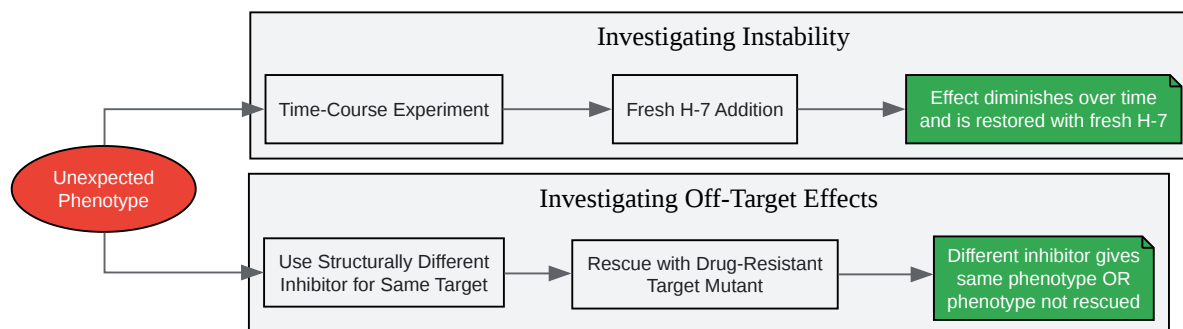 Investigating Instability
Time-Course Experiment
Fresh H-7 Addition
Effect diminishes over time
and is restored with fresh H-7
Unexpected
Phenotype
Investigating Off-Target Effects
Use Structurally Different
Inhibitor for Same Target
Rescue with Drug-Resistant
Target Mutant
Different inhibitor gives
same phenotype OR
phenotype not rescued